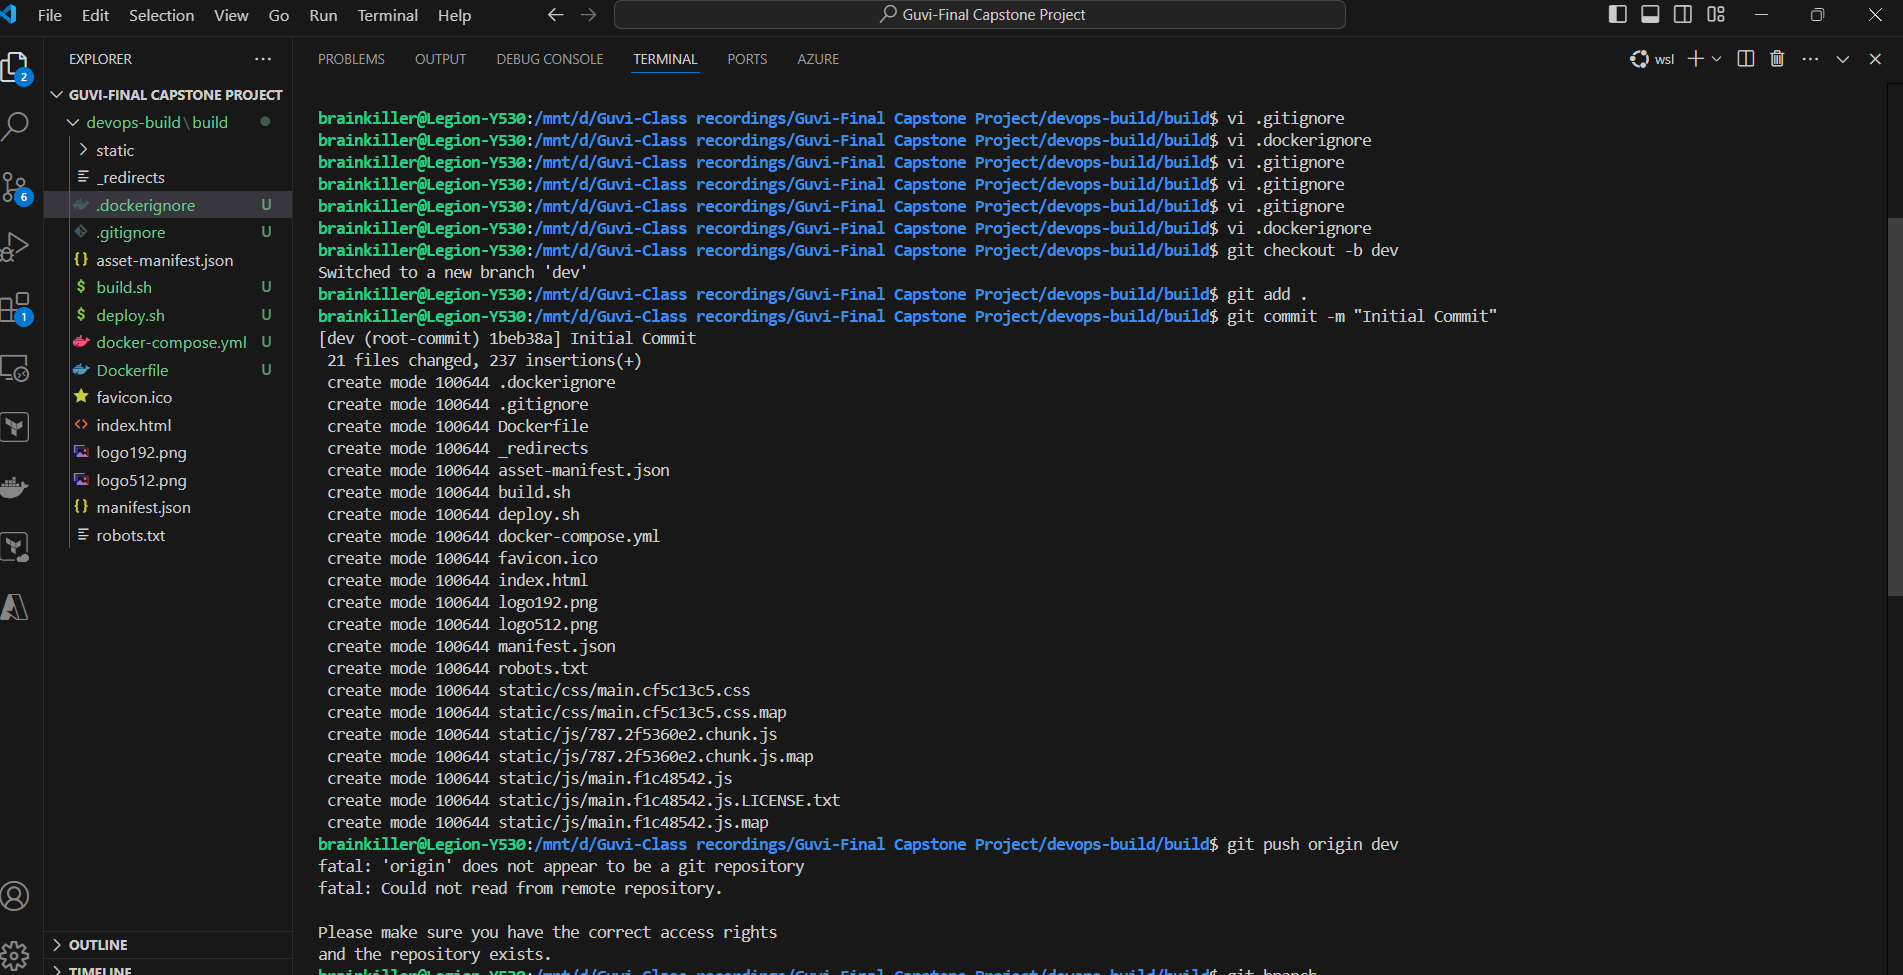 File Edit Selection View Go Run Terminal Help
Guvi-Final Capstone Project
EXPLORER
2
GUVI-FINAL CAPSTONE PROJECT
devops-build\build
static
_redirects
6
.dockerignore U
.gitignore U
asset-manifest.json
build.sh U
deploy.sh U
1
docker-compose.yml U
Dockerfile U
favicon.ico
index.html
logo192.png
logo512.png
manifest.json
robots.txt
OUTLINE
TIMELINE
PROBLEMS OUTPUT DEBUG CONSOLE TERMINAL PORTS AZURE
wsl
brainkiller@Legion-Y530:/mnt/d/Guvi-Class recordings/Guvi-Final Capstone Project/devops-build/build$ vi .gitignore
brainkiller@Legion-Y530:/mnt/d/Guvi-Class recordings/Guvi-Final Capstone Project/devops-build/build$ vi .dockerignore
brainkiller@Legion-Y530:/mnt/d/Guvi-Class recordings/Guvi-Final Capstone Project/devops-build/build$ vi .gitignore
brainkiller@Legion-Y530:/mnt/d/Guvi-Class recordings/Guvi-Final Capstone Project/devops-build/build$ vi .gitignore
brainkiller@Legion-Y530:/mnt/d/Guvi-Class recordings/Guvi-Final Capstone Project/devops-build/build$ vi .gitignore
brainkiller@Legion-Y530:/mnt/d/Guvi-Class recordings/Guvi-Final Capstone Project/devops-build/build$ vi .dockerignore
brainkiller@Legion-Y530:/mnt/d/Guvi-Class recordings/Guvi-Final Capstone Project/devops-build/build$ git checkout -b dev
Switched to a new branch 'dev'
brainkiller@Legion-Y530:/mnt/d/Guvi-Class recordings/Guvi-Final Capstone Project/devops-build/build$ git add .
brainkiller@Legion-Y530:/mnt/d/Guvi-Class recordings/Guvi-Final Capstone Project/devops-build/build$ git commit -m "Initial Commit"
[dev (root-commit) 1beb38a] Initial Commit
21 files changed, 237 insertions(+)
create mode 100644 .dockerignore
create mode 100644 .gitignore
create mode 100644 Dockerfile
create mode 100644 _redirects
create mode 100644 asset-manifest.json
create mode 100644 build.sh
create mode 100644 deploy.sh
create mode 100644 docker-compose.yml
create mode 100644 favicon.ico
create mode 100644 index.html
create mode 100644 logo192.png
create mode 100644 logo512.png
create mode 100644 manifest.json
create mode 100644 robots.txt
create mode 100644 static/css/main.cf5c13c5.css
create mode 100644 static/css/main.cf5c13c5.css.map
create mode 100644 static/js/787.2f5360e2.chunk.js
create mode 100644 static/js/787.2f5360e2.chunk.js.map
create mode 100644 static/js/main.f1c48542.js
create mode 100644 static/js/main.f1c48542.js.LICENSE.txt
create mode 100644 static/js/main.f1c48542.js.map
brainkiller@Legion-Y530:/mnt/d/Guvi-Class recordings/Guvi-Final Capstone Project/devops-build/build$ git push origin dev
fatal: 'origin' does not appear to be a git repository
fatal: Could not read from remote repository.
Please make sure you have the correct access rights
and the repository exists.
brainkiller@Legion-Y530:/mnt/d/Guvi-Class recordings/Guvi-Final Capstone Project/devops-build/build$ git branch